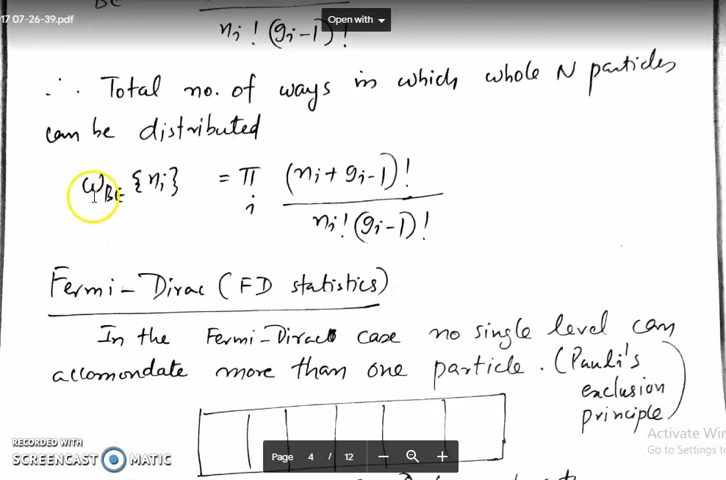 17 07-26-39.pdf
Open with
BE
ni ! (gi-1) !
∴ Total no. of ways in which whole N particles
can be distributed
ωBE {ni} = π i (ni + gi-1) ! / ni ! (gi-1) !
Fermi - Dirac ( FD statistics)
In the Fermi-Dirac case no single level can
accomondate more than one particle. (Pauli's
exclusion
principle)
Activate Win
Go to Settings t
RECORDED WITH
SCREENCAST MATIC
Page 4 / 12